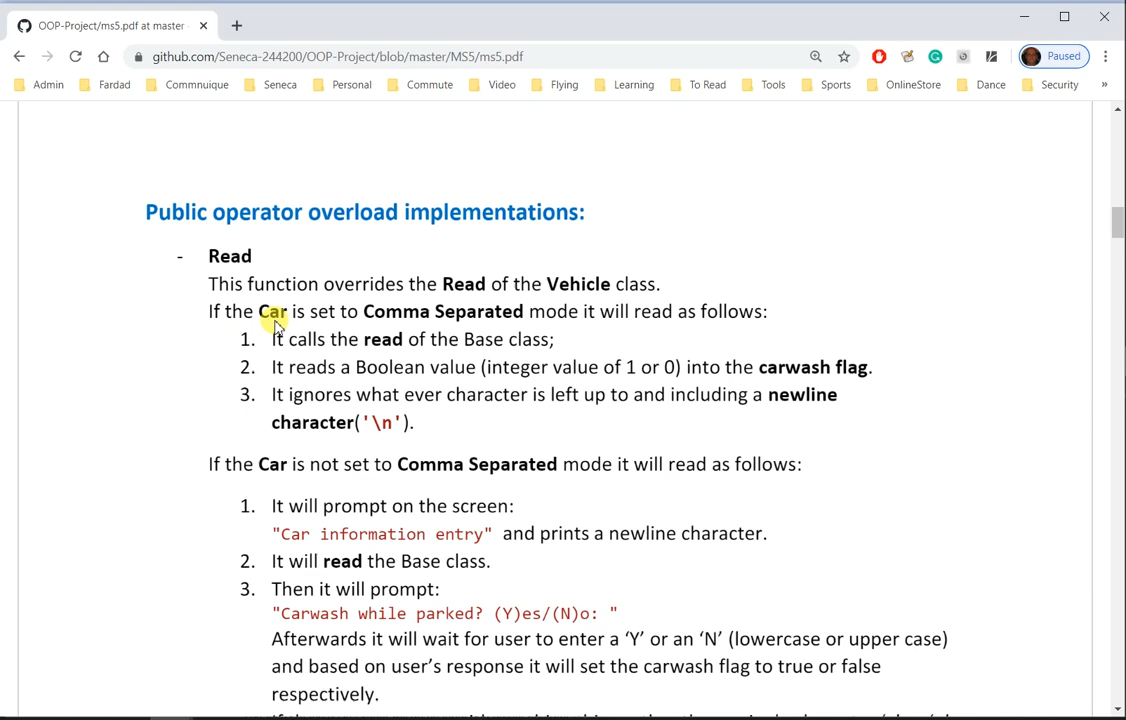 OOP-Project/ms5.pdf at master
github.com/Seneca-244200/OOP-Project/blob/master/MS5/ms5.pdf
Paused
Admin Fardad Commnuique Seneca Personal Commute Video Flying Learning To Read Tools Sports OnlineStore Dance Security »
Public operator overload implementations:
- Read
This function overrides the Read of the Vehicle class.
If the Car is set to Comma Separated mode it will read as follows:
1. It calls the read of the Base class;
2. It reads a Boolean value (integer value of 1 or 0) into the carwash flag.
3. It ignores what ever character is left up to and including a newline
character('\n').
If the Car is not set to Comma Separated mode it will read as follows:
1. It will prompt on the screen:
"Car information entry" and prints a newline character.
2. It will read the Base class.
3. Then it will prompt:
"Carwash while parked? (Y)es/(N)o: "
Afterwards it will wait for user to enter a ‘Y’ or an ‘N’ (lowercase or upper case)
and based on user’s response it will set the carwash flag to true or false
respectively.